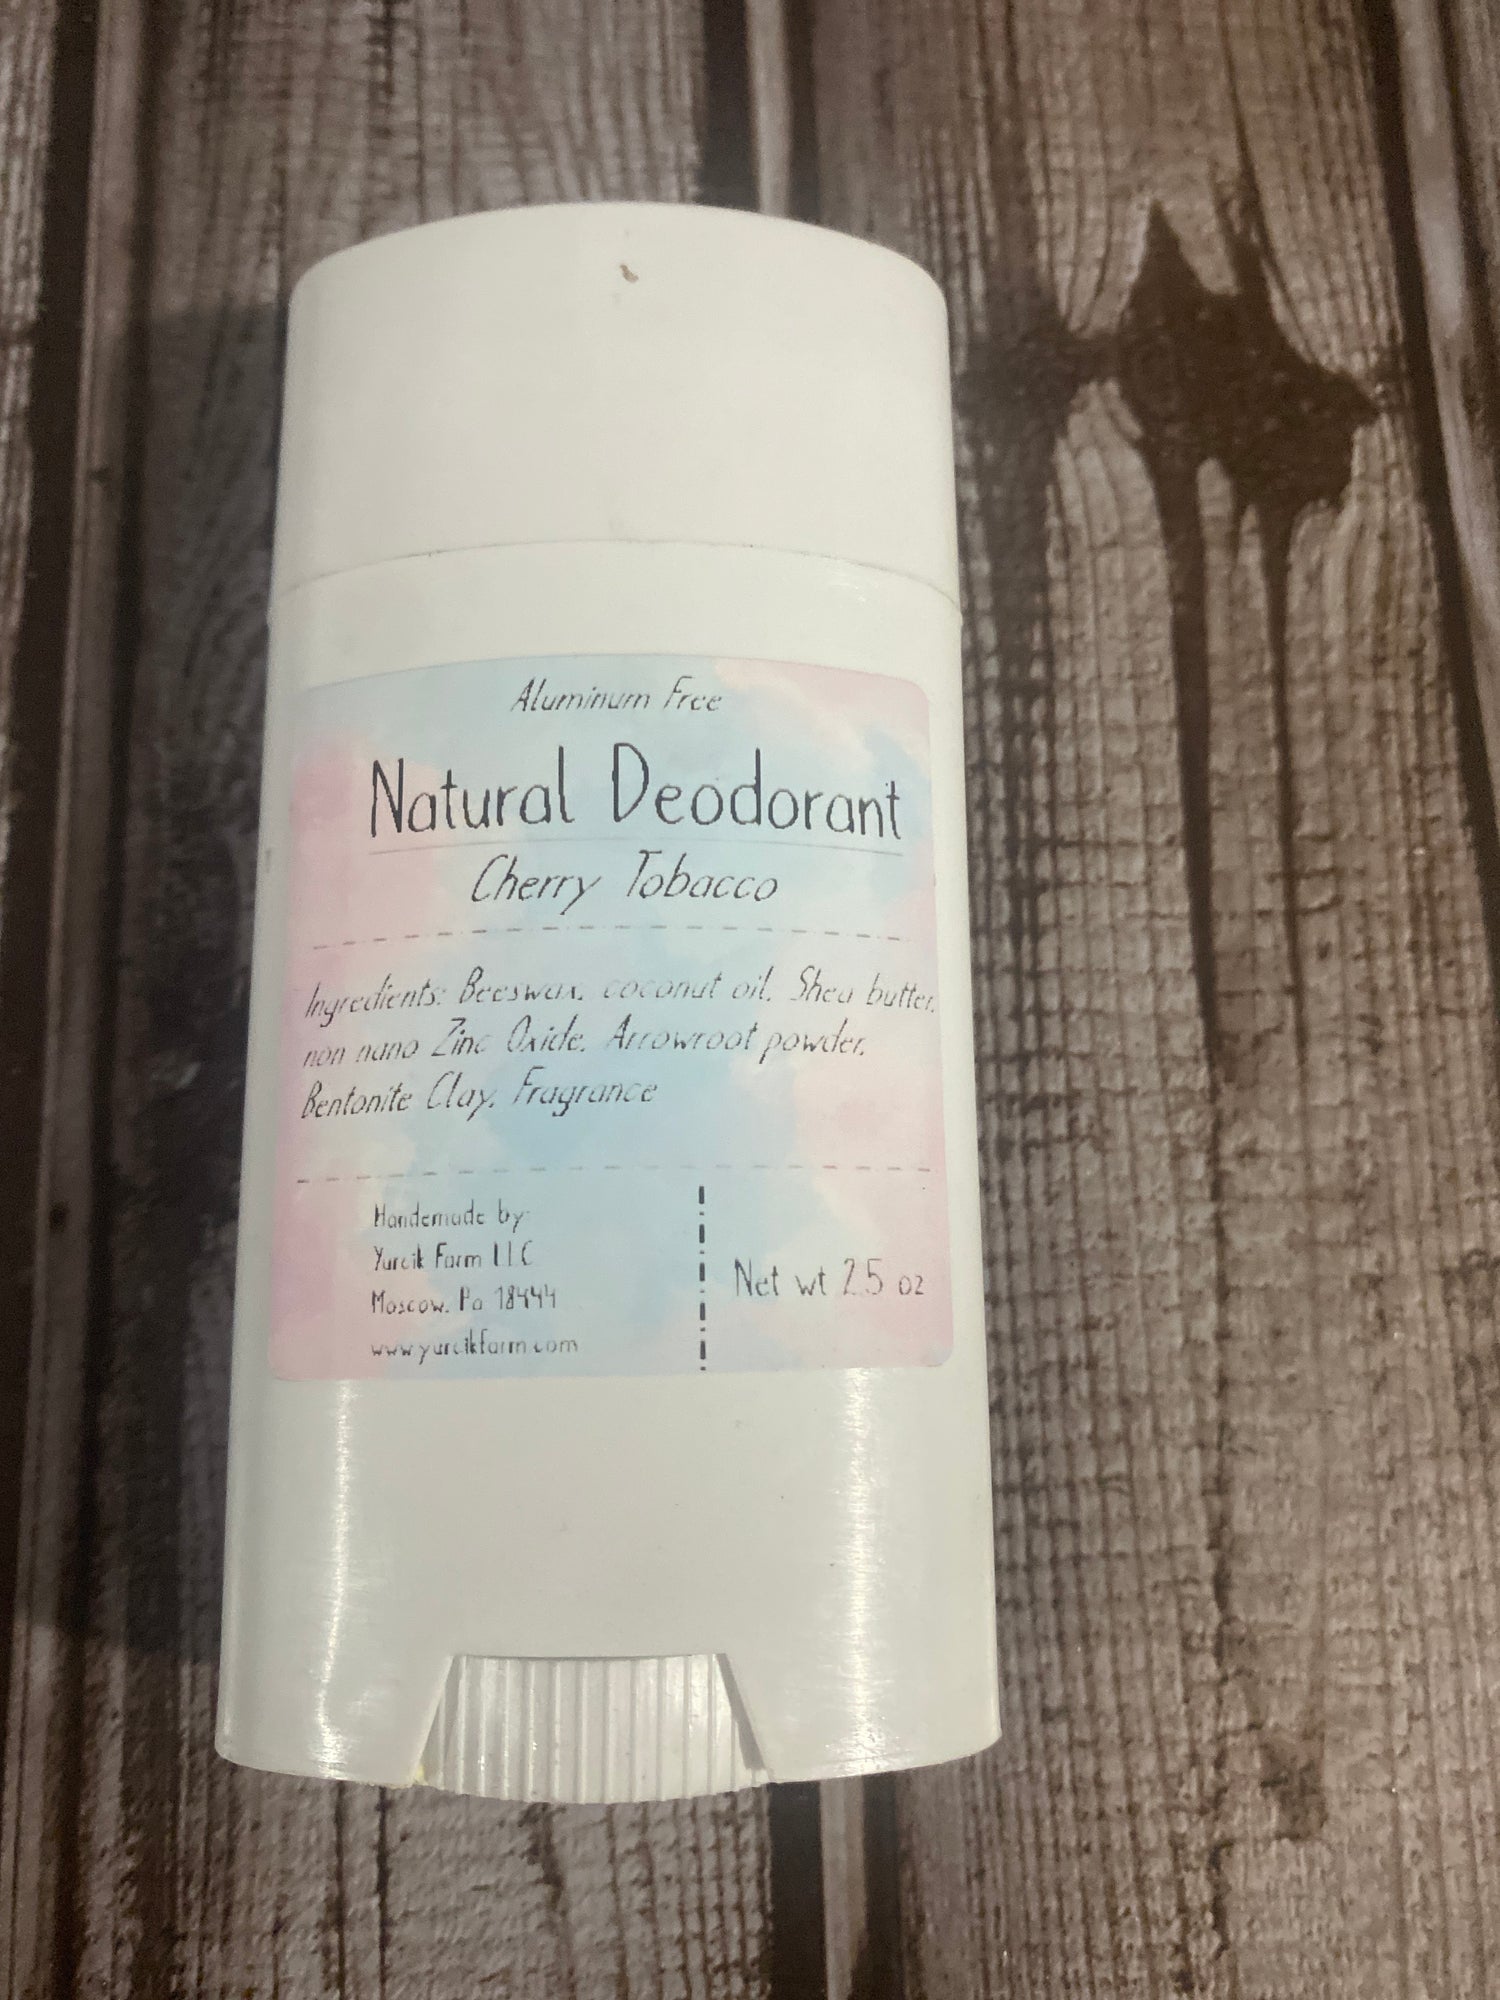 Aluminum Free
Natural Deodorant
Cherry Tobacco
Ingredients: Beeswax, coconut oil, Shea butter,
non nano Zinc Oxide, Arrowroot powder,
Bentonite Clay, Fragrance
Handmade by:
Yurcik Farm LLC
Moscow, Pa 18444
www.yurcikfarm.com
Net wt 2.5 oz